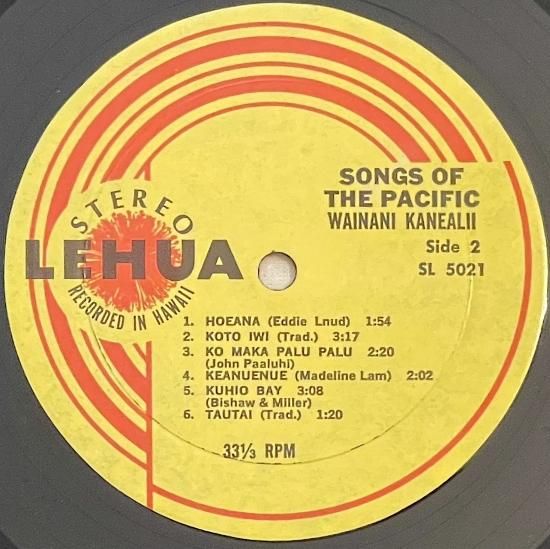 SONGS OF
THE PACIFIC
WAINANI KANEALII
Side 2
SL 5021
STEREO
LEHUA
RECORDED IN HAWAII
1. HOEANA (Eddie Lnud) 1:54
2. KOTO IWI (Trad.) 3:17
3. KO MAKA PALU PALU 2:20
(John Paaluhi)
4. KEANUENUE (Madeline Lam) 2:02
5. KUHIO BAY 3:08
(Bishaw & Miller)
6. TAUTAI (Trad.) 1:20
33⅓ RPM